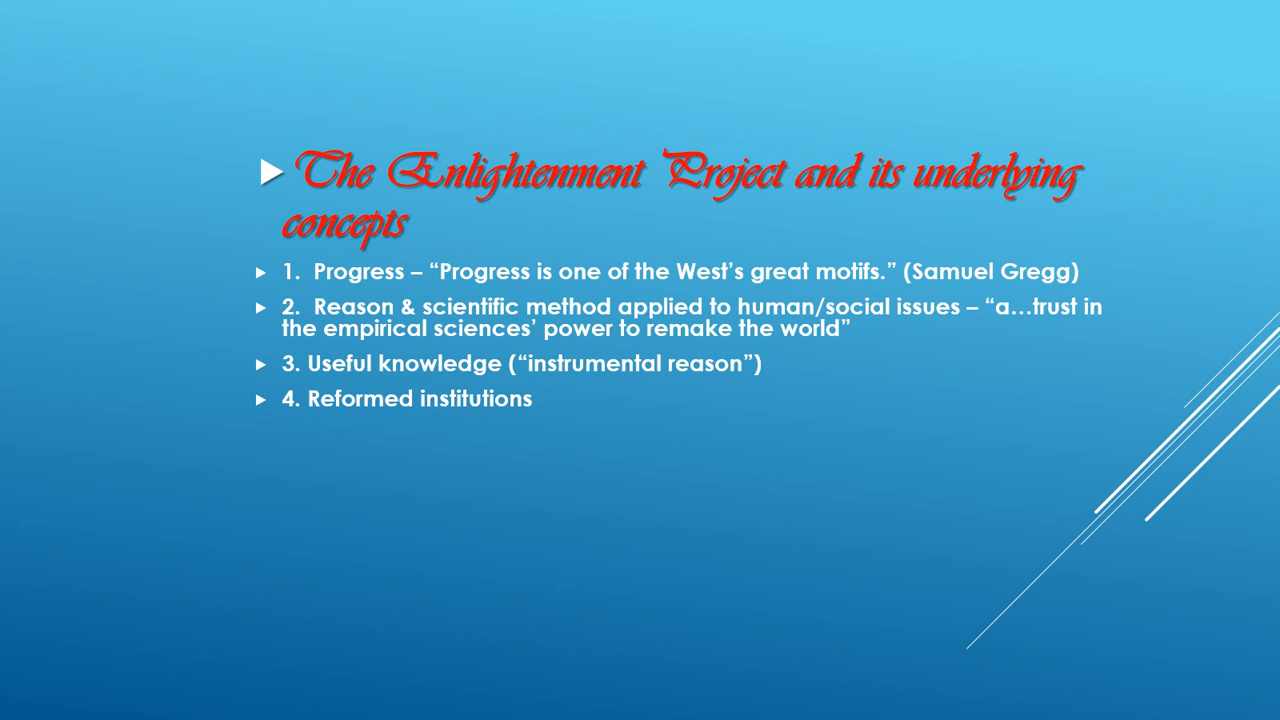 The Enlightenment Project and its underlying
concepts
1. Progress – “Progress is one of the West’s great motifs.” (Samuel Gregg)
2. Reason & scientific method applied to human/social issues – “a…trust in
the empirical sciences’ power to remake the world”
3. Useful knowledge (“instrumental reason”)
4. Reformed institutions